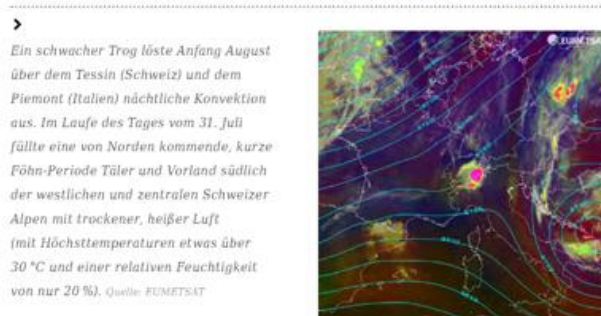 Ein schwacher Trog löste Anfang August
über dem Tessin (Schweiz) und dem
Piemont (Italien) nächtliche Konvektion
aus. Im Laufe des Tages vom 31. Juli
füllte eine von Norden kommende, kurze
Föhn-Periode Täler und Vorland südlich
der westlichen und zentralen Schweizer
Alpen mit trockener, heißer Luft
(mit Höchsttemperaturen etwas über
30 °C und einer relativen Feuchtigkeit
von nur 20 %). Quelle: EUMETSAT
EUMETSAT